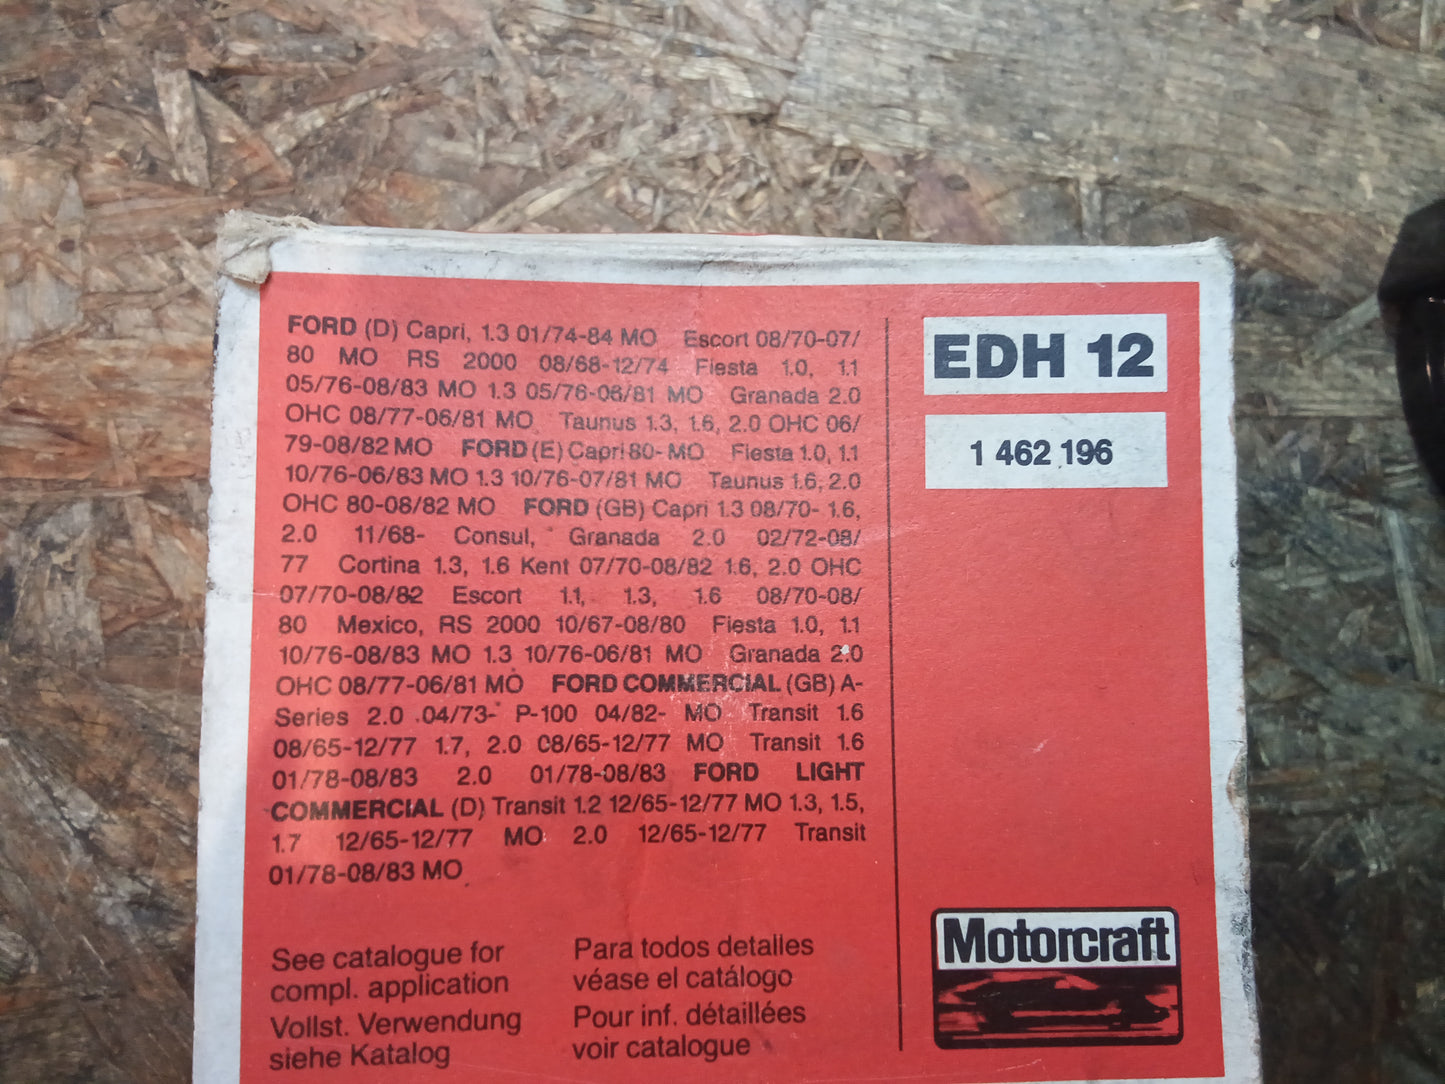 FORD (D) Capri, 1.3 01/74-84 MO Escort 08/70-07/
80 MO RS 2000 08/68-12/74 Fiesta 1.0, 1.1
05/76-08/83 MO 1.3 05/76-06/81 MO Granada 2.0
OHC 08/77-06/81 MO Taunus 1.3, 1.6, 2.0 OHC 06/
79-08/82 MO FORD (E) Capri 80- MO Fiesta 1.0, 1.1
10/76-06/83 MO 1.3 10/76-07/81 MO Taunus 1.6, 2.0
OHC 80-08/82 MO FORD (GB) Capri 1.3 08/70- 1.6,
2.0 11/68- Consul, Granada 2.0 02/72-08/
77 Cortina 1.3, 1.6 Kent 07/70-08/82 1.6, 2.0 OHC
07/70-08/82 Escort 1.1, 1.3, 1.6 08/70-08/
80 Mexico, RS 2000 10/67-08/80 Fiesta 1.0, 1.1
10/76-08/83 MO 1.3 10/76-06/81 MO Granada 2.0
OHC 08/77-06/81 MO FORD COMMERCIAL (GB) A-
Series 2.0 04/73- P-100 04/82- MO Transit 1.6
08/65-12/77 1.7, 2.0 08/65-12/77 MO Transit 1.6
01/78-08/83 2.0 01/78-08/83 FORD LIGHT
COMMERCIAL (D) Transit 1.2 12/65-12/77 MO 1.3, 1.5,
1.7 12/65-12/77 MO 2.0 12/65-12/77 Transit
01/78-08/83 MO
See catalogue for
compl. application
Vollst. Verwendung
siehe Katalog
Para todos detalles
véase el catálogo
Pour inf. détaillées
voir catalogue
EDH 12
1 462 196
Motorcraft